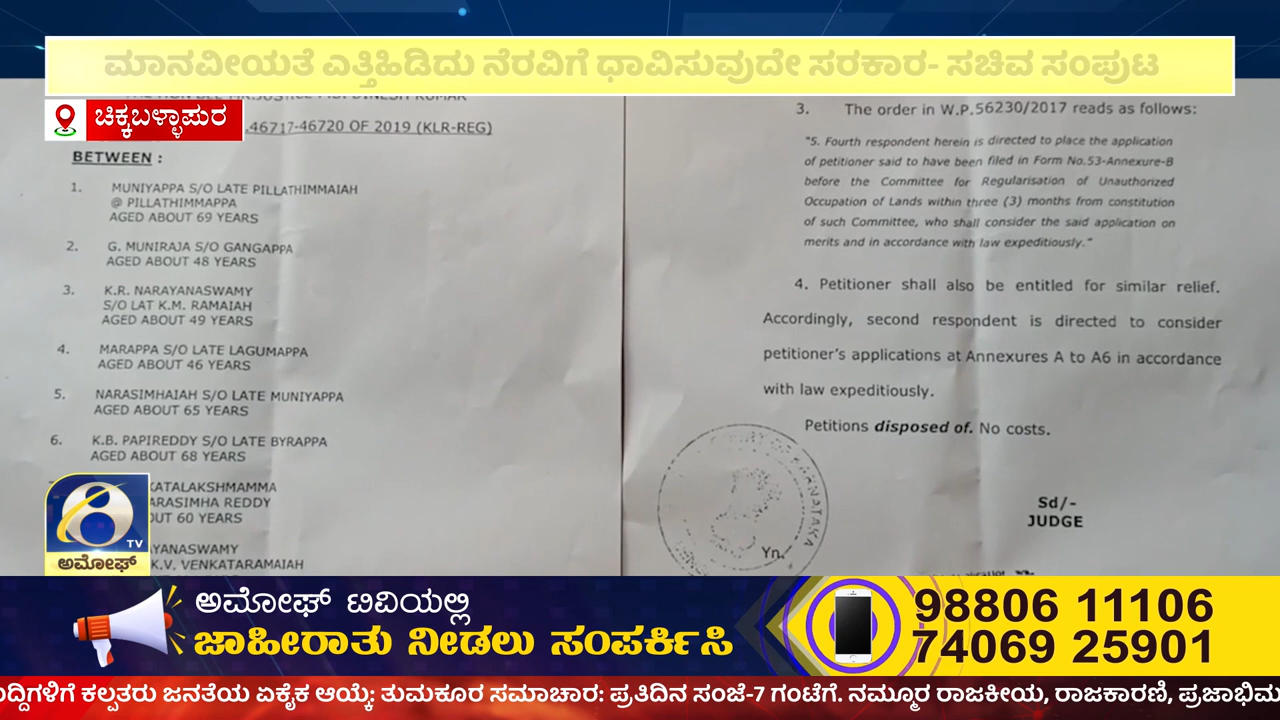 ಮಾನವೀಯತೆ ಎತ್ತಿಹಿಡಿದು ನೆರವಿಗೆ ಧಾವಿಸುವುದೇ ಸರಕಾರ- ಸಚಿವ ಸಂಪುಟ
ಚಿಕ್ಕಬಳ್ಳಾಪುರ
.46717-46720 OF 2019 (KLR-REG)
BETWEEN :
1. MUNIYAPPA S/O LATE PILLATHIMMAIAH
@ PILLATHIMMAPPA
AGED ABOUT 69 YEARS
2. G. MUNIRAJA S/O GANGAPPA
AGED ABOUT 48 YEARS
3. K.R. NARAYANASWAMY
S/O LAT K.M. RAMAIAH
AGED ABOUT 49 YEARS
4. MARAPPA S/O LATE LAGUMAPPA
AGED ABOUT 46 YEARS
5. NARASIMHAIAH S/O LATE MUNIYAPPA
AGED ABOUT 65 YEARS
6. K.B. PAPIREDDY S/O LATE BYRAPPA
AGED ABOUT 68 YEARS
KATALAKSHMAMMA
ARASIMHA REDDY
OUT 60 YEARS
AYANASWAMY
K.V. VENKATARAMAIAH
3. The order in W.P.56230/2017 reads as follows:
"5. Fourth respondent herein is directed to place the application
of petitioner said to have been filed in Form No.53-Annexure-B
before the Committee for Regularisation of Unauthorized
Occupation of Lands within three (3) months from constitution
of such Committee, who shall consider the said application on
merits and in accordance with law expeditiously."
4. Petitioner shall also be entitled for similar relief.
Accordingly, second respondent is directed to consider
petitioner's applications at Annexures A to A6 in accordance
with law expeditiously.
Petitions disposed of. No costs.
Sd/-
JUDGE
Yn.
KARNATAKA
TV
ಅಮೋಘ್
ಅಮೋಘ್ ಟಿವಿಯಲ್ಲಿ
ಜಾಹೀರಾತು ನೀಡಲು ಸಂಪರ್ಕಿಸಿ
98806 11106
74069 25901
ದ್ದಿಗಳಿಗೆ ಕಲ್ಪತರು ಜನತೆಯ ಏಕೈಕ ಆಯ್ಕೆ ತುಮಕೂರ ಸಮಾಚಾರ: ಪ್ರತಿದಿನ ಸಂಜೆ-7 ಗಂಟೆಗೆ. ನಮ್ಮೂರ ರಾಜಕೀಯ, ರಾಜಕಾರಣಿ, ಪ್ರಜಾಭಿಮ